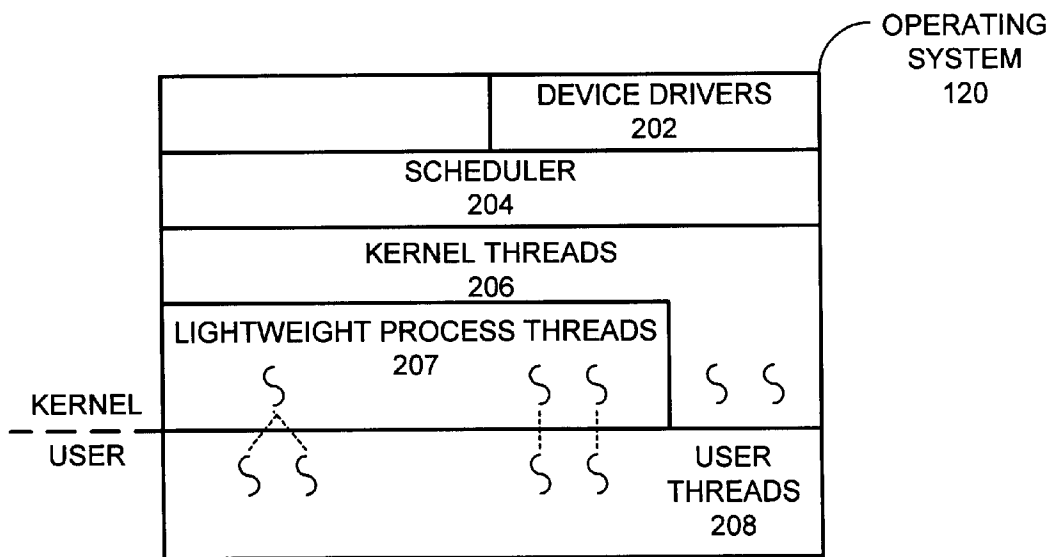 OPERATING
SYSTEM
120
DEVICE DRIVERS
202
SCHEDULER
204
KERNEL THREADS
206
LIGHTWEIGHT PROCESS THREADS
207
KERNEL
USER
USER
THREADS
208